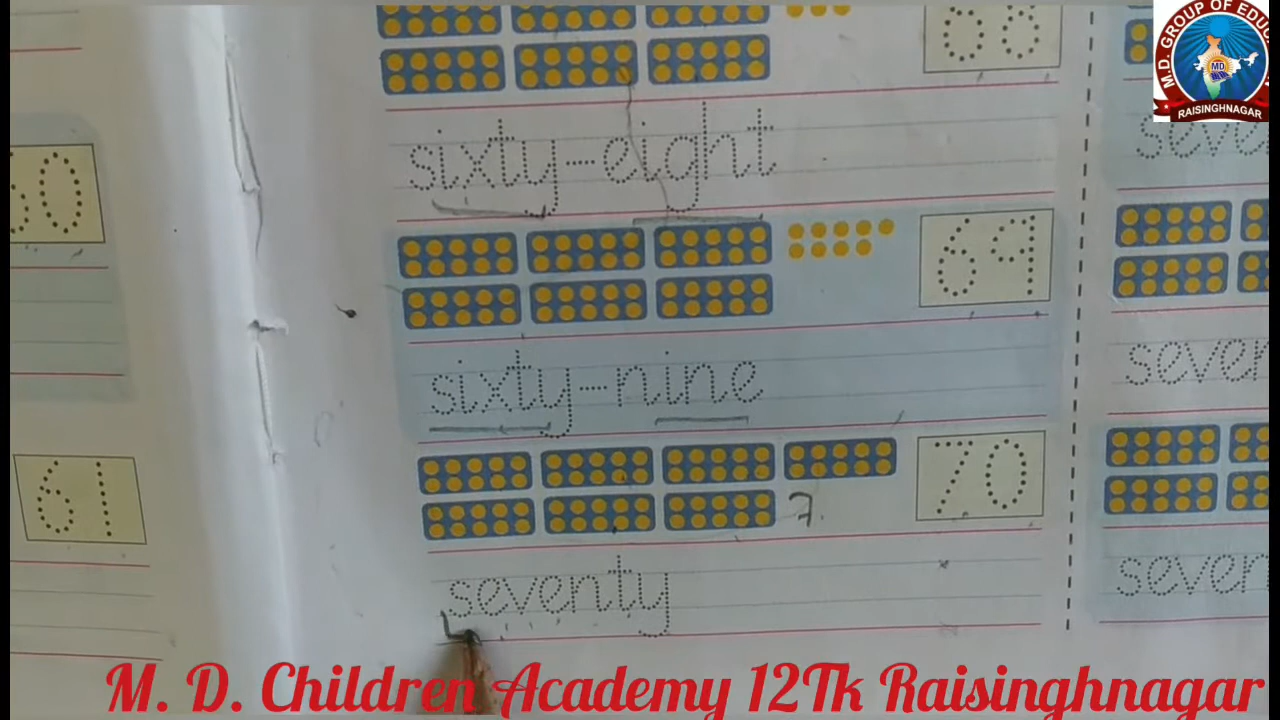 M.D. GROUP OF EDUC
MD
RAISINGHNAGAR
68
sixty-eight
60
69
sixty-nine
61
70
7
seventy
M. D. Children Academy 12Tk Raisinghnagar